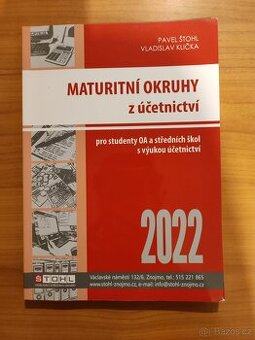 PAVEL ŠTOHL
VLADISLAV KLIČKA
MATURITNÍ OKRUHY
z účetnictví
pro studenty OA a středních škol
s výukou účetnictví
2022
ŠTOHL
Václavské náměstí 132/6, Znojmo, tel.: 515 221 865
www.stohl-znojmo.cz, e-mail: info@stohl-znojmo.cz